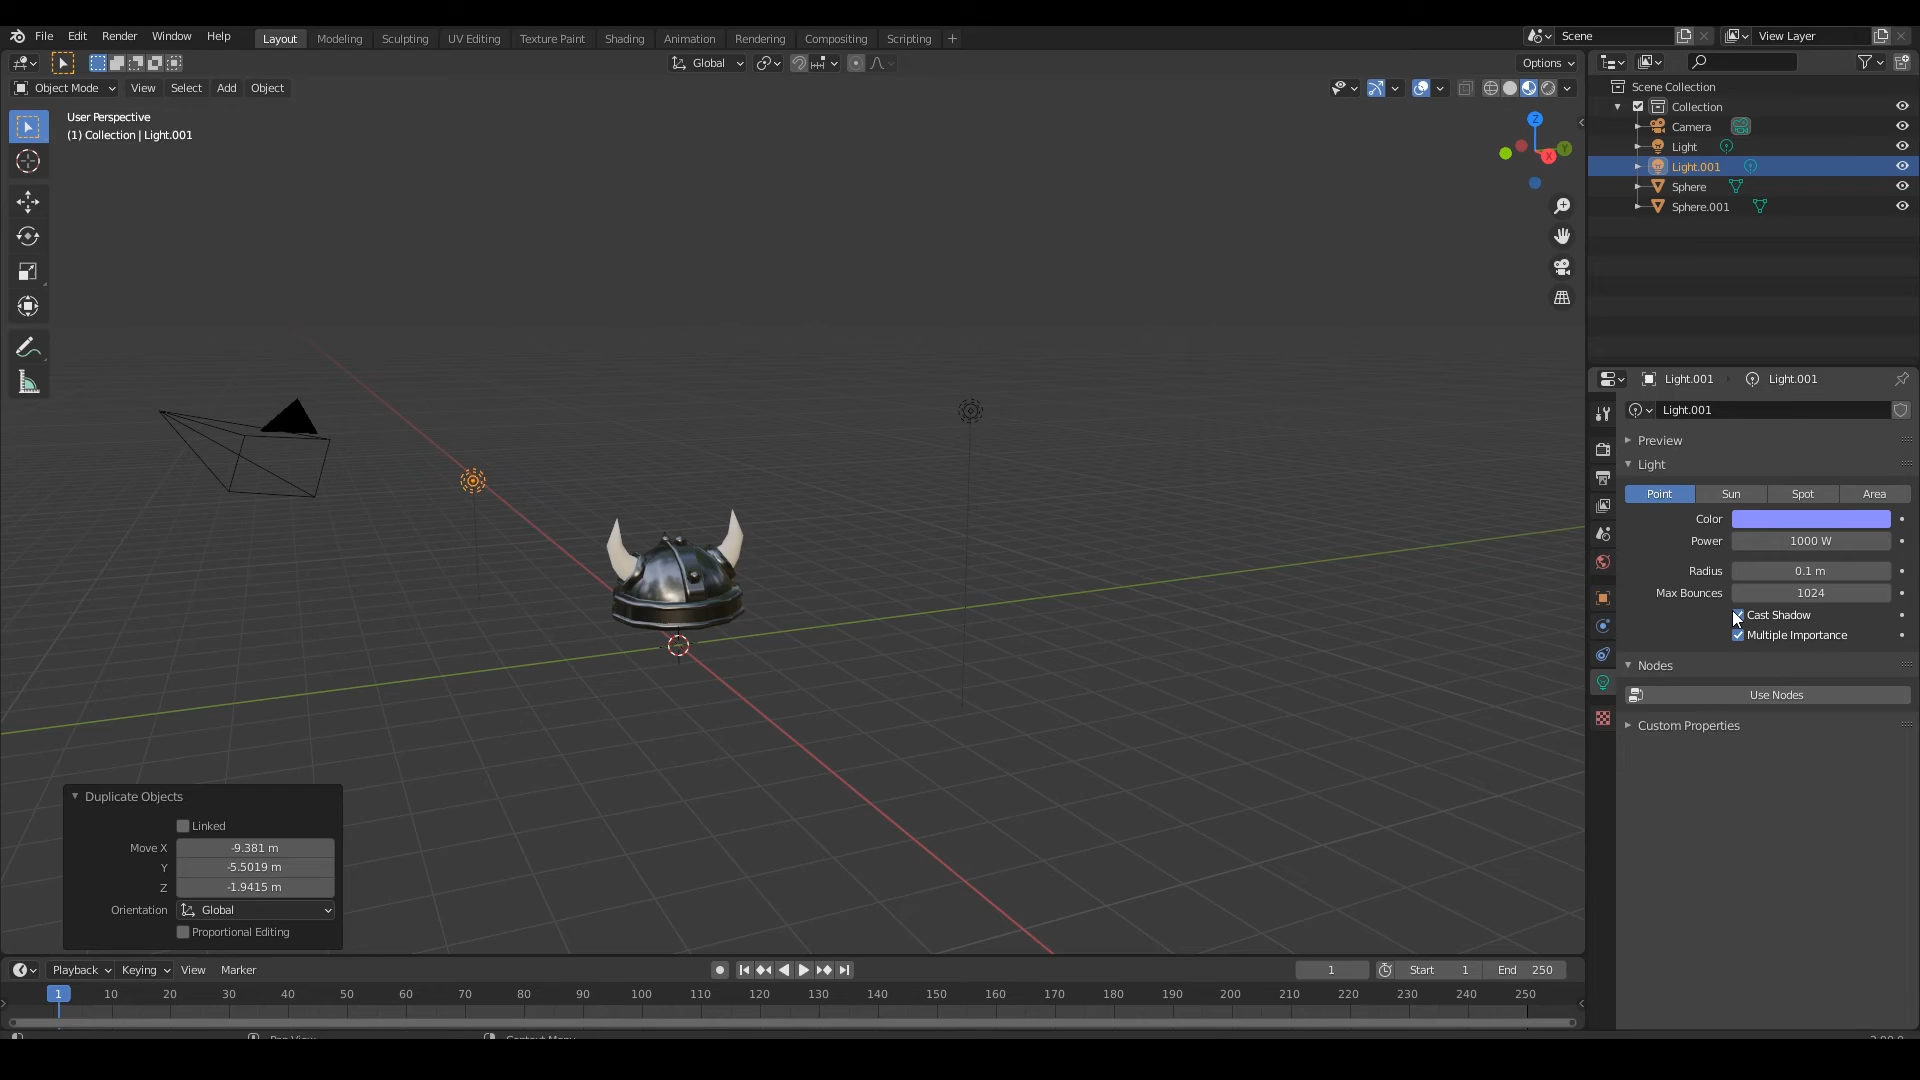 File Edit Render Window Help Layout Modeling Sculpting UV Editing Texture Paint Shading Animation Rendering Compositing Scripting + Scene View Layer
Global Options
Object Mode View Select Add Object
User Perspective
(1) Collection | Light.001
Z
Y
X
Scene Collection
Collection
Camera
Light
Light.001
Sphere
Sphere.001
Light.001 Light.001
Light.001
Preview
Light
Point Sun Spot Area
Color
Power 1000 W
Radius 0.1 m
Max Bounces 1024
Cast Shadow
Multiple Importance
Nodes
Use Nodes
Custom Properties
Duplicate Objects
Linked
Move X -9.381 m
Y -5.5019 m
Z -1.9415 m
Orientation Global
Proportional Editing
Playback Keying View Marker 1 Start 1 End 250
1 10 20 30 40 50 60 70 80 90 100 110 120 130 140 150 160 170 180 190 200 210 220 230 240 250